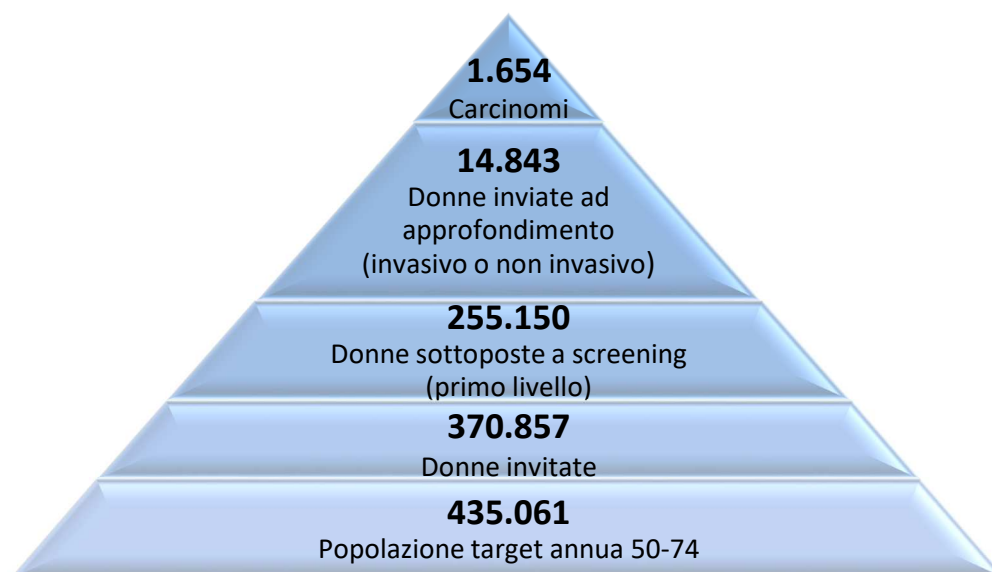 1.654
Carcinomi
14.843
Donne inviate ad
approfondimento
(invasivo o non invasivo)
255.150
Donne sottoposte a screening
(primo livello)
370.857
Donne invitate
435.061
Popolazione target annua 50-74